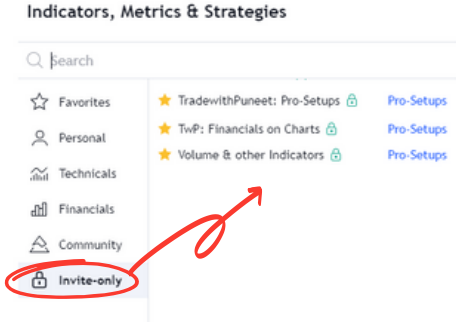 Indicators, Metrics & Strategies
Search
Favorites
Personal
Technicals
Financials
Community
Invite-only
TradewithPuneet: Pro-Setups Pro-Setups
TwP: Financials on Charts Pro-Setups
Volume & other Indicators Pro-Setups